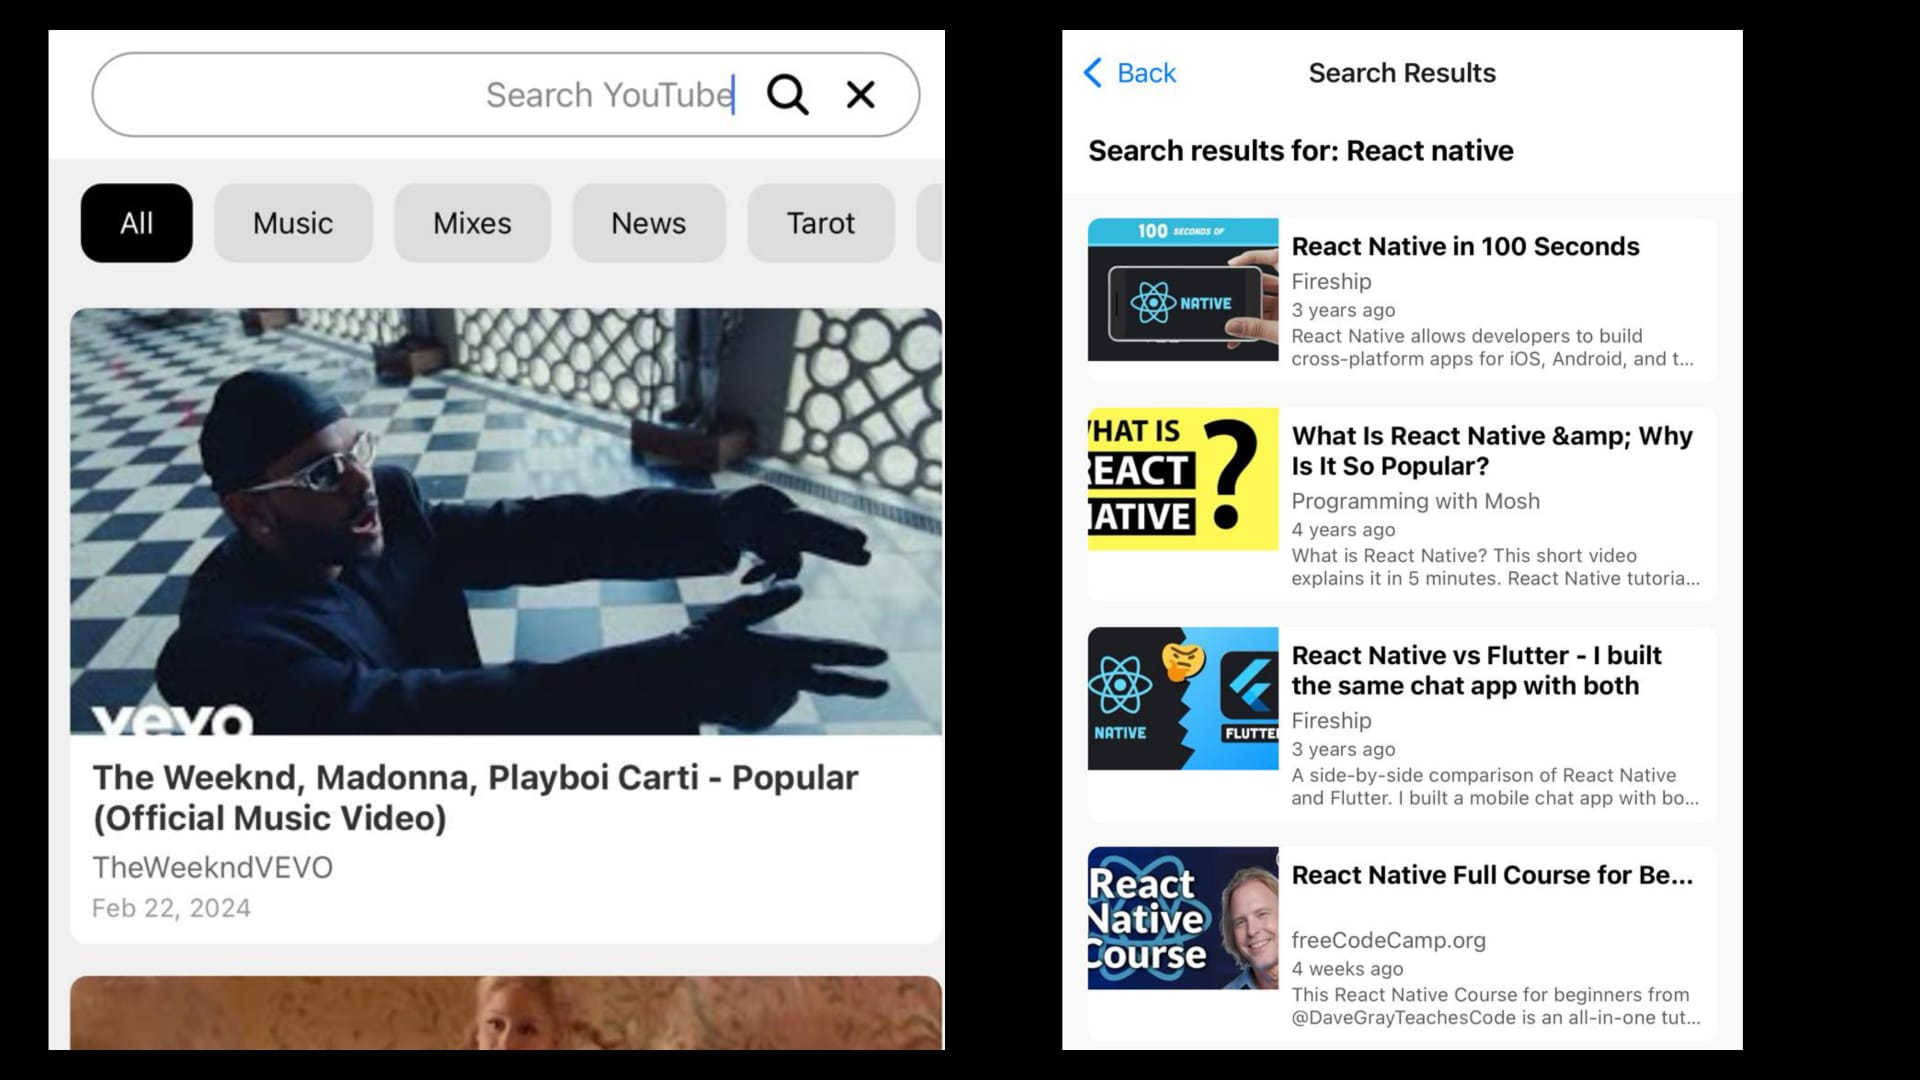 Search YouTube
All
Music
Mixes
News
Tarot
vevo
The Weeknd, Madonna, Playboi Carti - Popular
(Official Music Video)
TheWeekndVEVO
Feb 22, 2024
Back
Search Results
Search results for: React native
100 SECONDS OF
NATIVE
React Native in 100 Seconds
Fireship
3 years ago
React Native allows developers to build
cross-platform apps for iOS, Android, and t...
HAT IS
REACT
NATIVE
?
What Is React Native &amp; Why
Is It So Popular?
Programming with Mosh
4 years ago
What is React Native? This short video
explains it in 5 minutes. React Native tutoria...
NATIVE
FLUTTE
React Native vs Flutter - I built
the same chat app with both
Fireship
3 years ago
A side-by-side comparison of React Native
and Flutter. I built a mobile chat app with bo...
React
Native
Course
React Native Full Course for Be...
freeCodeCamp.org
4 weeks ago
This React Native Course for beginners from
@DaveGrayTeachesCode is an all-in-one tut...